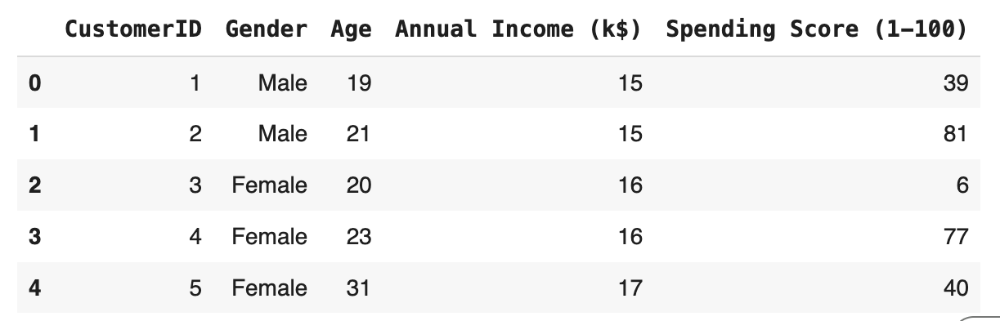 CustomerID Gender Age Annual Income (k$) Spending Score (1-100)
0 1 Male 19 15 39
1 2 Male 21 15 81
2 3 Female 20 16 6
3 4 Female 23 16 77
4 5 Female 31 17 40